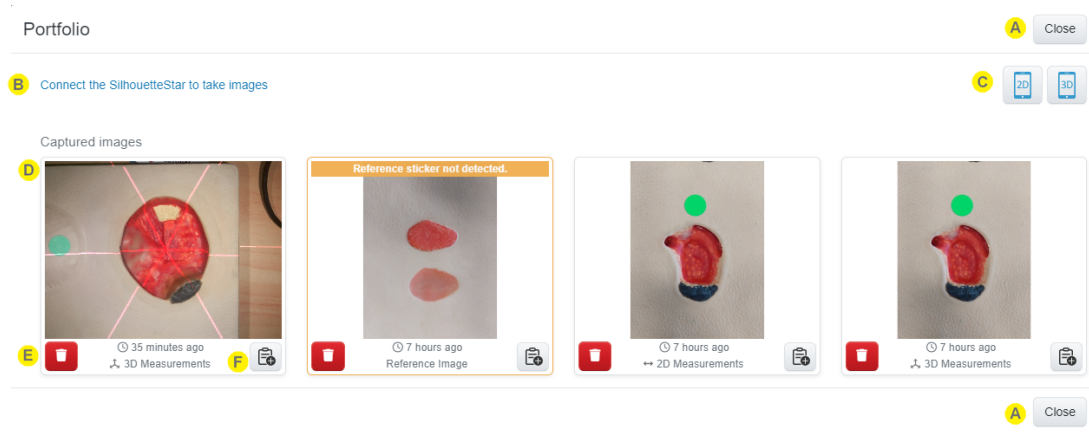 Portfolio
A
Close
B
Connect the SilhouetteStar to take images
C
2D
3D
Captured images
D
Reference sticker not detected.
E
35 minutes ago
3D Measurements
F
7 hours ago
Reference Image
7 hours ago
2D Measurements
7 hours ago
3D Measurements
A
Close